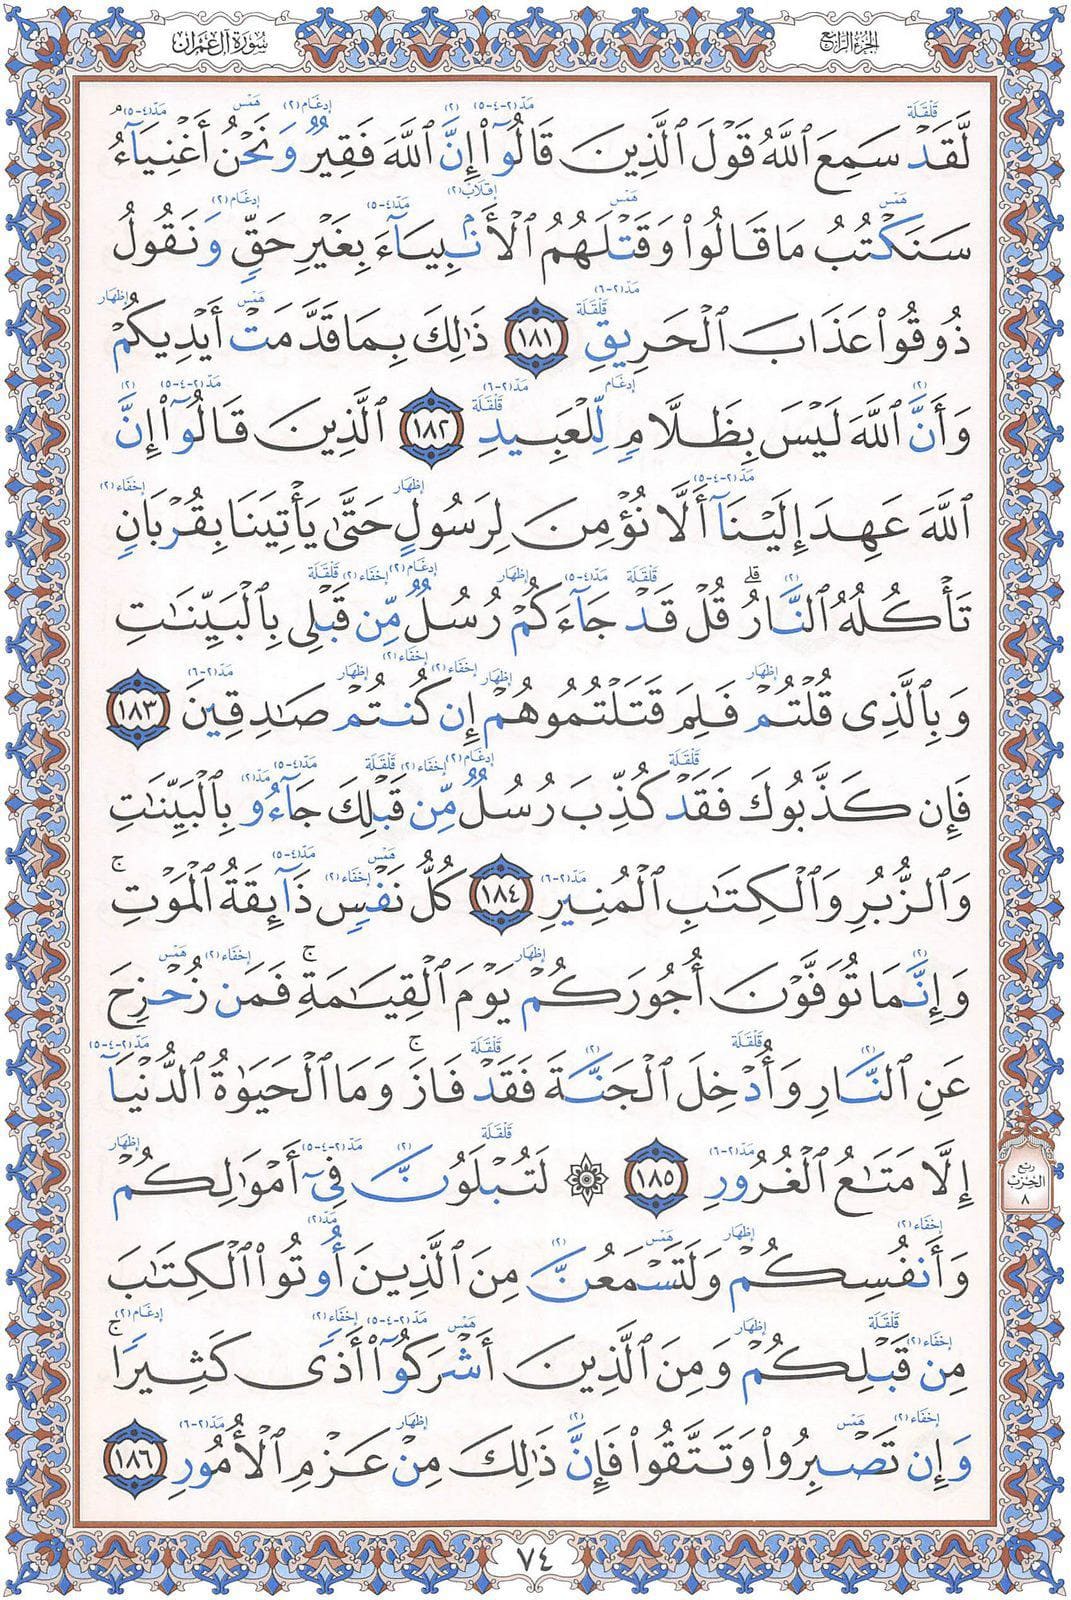 الجزء الرابع
سورة آل عمران
لَّقَدْ سَمِعَ ٱللَّهُ قَوْلَ ٱلَّذِينَ قَالُوٓا۟ إِنَّ ٱللَّهَ فَقِيرٌ وَنَحْنُ أَغْنِيَآءُ ۘ
سَنَكْتُبُ مَا قَالُوا۟ وَقَتْلَهُمُ ٱلْأَنۢبِيَآءَ بِغَيْرِ حَقٍّ وَنَقُولُ
ذُوقُوا۟ عَذَابَ ٱلْحَرِيقِ ١٨١ ذَٰلِكَ بِمَا قَدَّمَتْ أَيْدِيكُمْ
وَأَنَّ ٱللَّهَ لَيْسَ بِظَلَّامٍ لِّلْعَبِيدِ ١٨٢ ٱلَّذِينَ قَالُوٓا۟ إِنَّ
ٱللَّهَ عَهِدَ إِلَيْنَآ أَلَّا نُؤْمِنَ لِرَسُولٍ حَتَّىٰ يَأْتِيَنَا بِقُرْبَانٍ
تَأْكُلُهُ ٱلنَّارُ ۗ قُلْ قَدْ جَآءَكُمْ رُسُلٌ مِّن قَبْلِى بِٱلْبَيِّنَٰتِ
وَبِٱلَّذِى قُلْتُمْ فَلِمَ قَتَلْتُمُوهُمْ إِن كُنتُمْ صَٰدِقِينَ ١٨٣
فَإِن كَذَّبُوكَ فَقَدْ كُذِّبَ رُسُلٌ مِّن قَبْلِكَ جَآءُو بِٱلْبَيِّنَٰتِ
وَٱلزُّبُرِ وَٱلْكِتَٰبِ ٱلْمُنِيرِ ١٨٤ كُلُّ نَفْسٍ ذَآئِقَةُ ٱلْمَوْتِ ۗ
وَإِنَّمَا تُوَفَّوْنَ أُجُورَكُمْ يَوْمَ ٱلْقِيَٰمَةِ ۖ فَمَن زُحْزِحَ
عَنِ ٱلنَّارِ وَأُدْخِلَ ٱلْجَنَّةَ فَقَدْ فَازَ ۗ وَمَا ٱلْحَيَوٰةُ ٱلدُّنْيَآ
إِلَّا مَتَٰعُ ٱلْغُرُورِ ١٨٥ ۞ لَتُبْلَوُنَّ فِىٓ أَمْوَٰلِكُمْ
ربع الحزب ٨
وَأَنفُسِكُمْ وَلَتَسْمَعُنَّ مِنَ ٱلَّذِينَ أُوتُوا۟ ٱلْكِتَٰبَ
مِن قَبْلِكُمْ وَمِنَ ٱلَّذِينَ أَشْرَكُوٓا۟ أَذًى كَثِيرًا ۚ
وَإِن تَصْبِرُوا۟ وَتَتَّقُوا۟ فَإِنَّ ذَٰلِكَ مِنْ عَزْمِ ٱلْأُمُورِ ١٨٦
٧٤